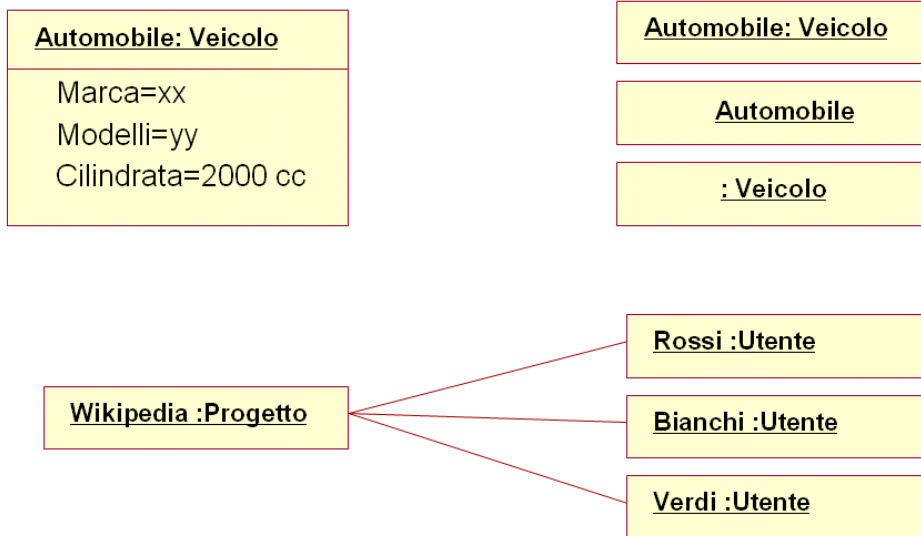 Automobile: Veicolo
Marca=xx
Modelli=yy
Cilindrata=2000 cc
Automobile: Veicolo
Automobile
: Veicolo
Wikipedia :Progetto
Rossi :Utente
Bianchi :Utente
Verdi :Utente